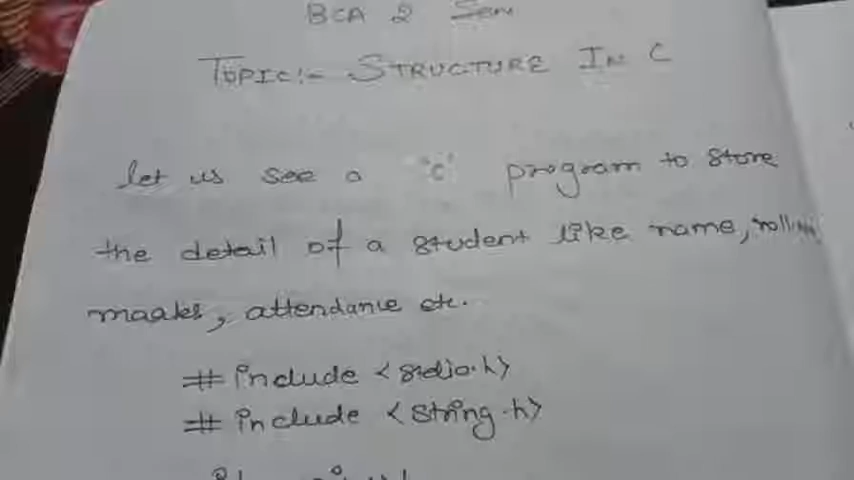 BCA 2 Sem
TOPIC:- STRUCTURE IN C
let us see a "c" program to store
the detail of a student like name,
marks, attendance etc.
# include <stdio.h>
# include <string.h>